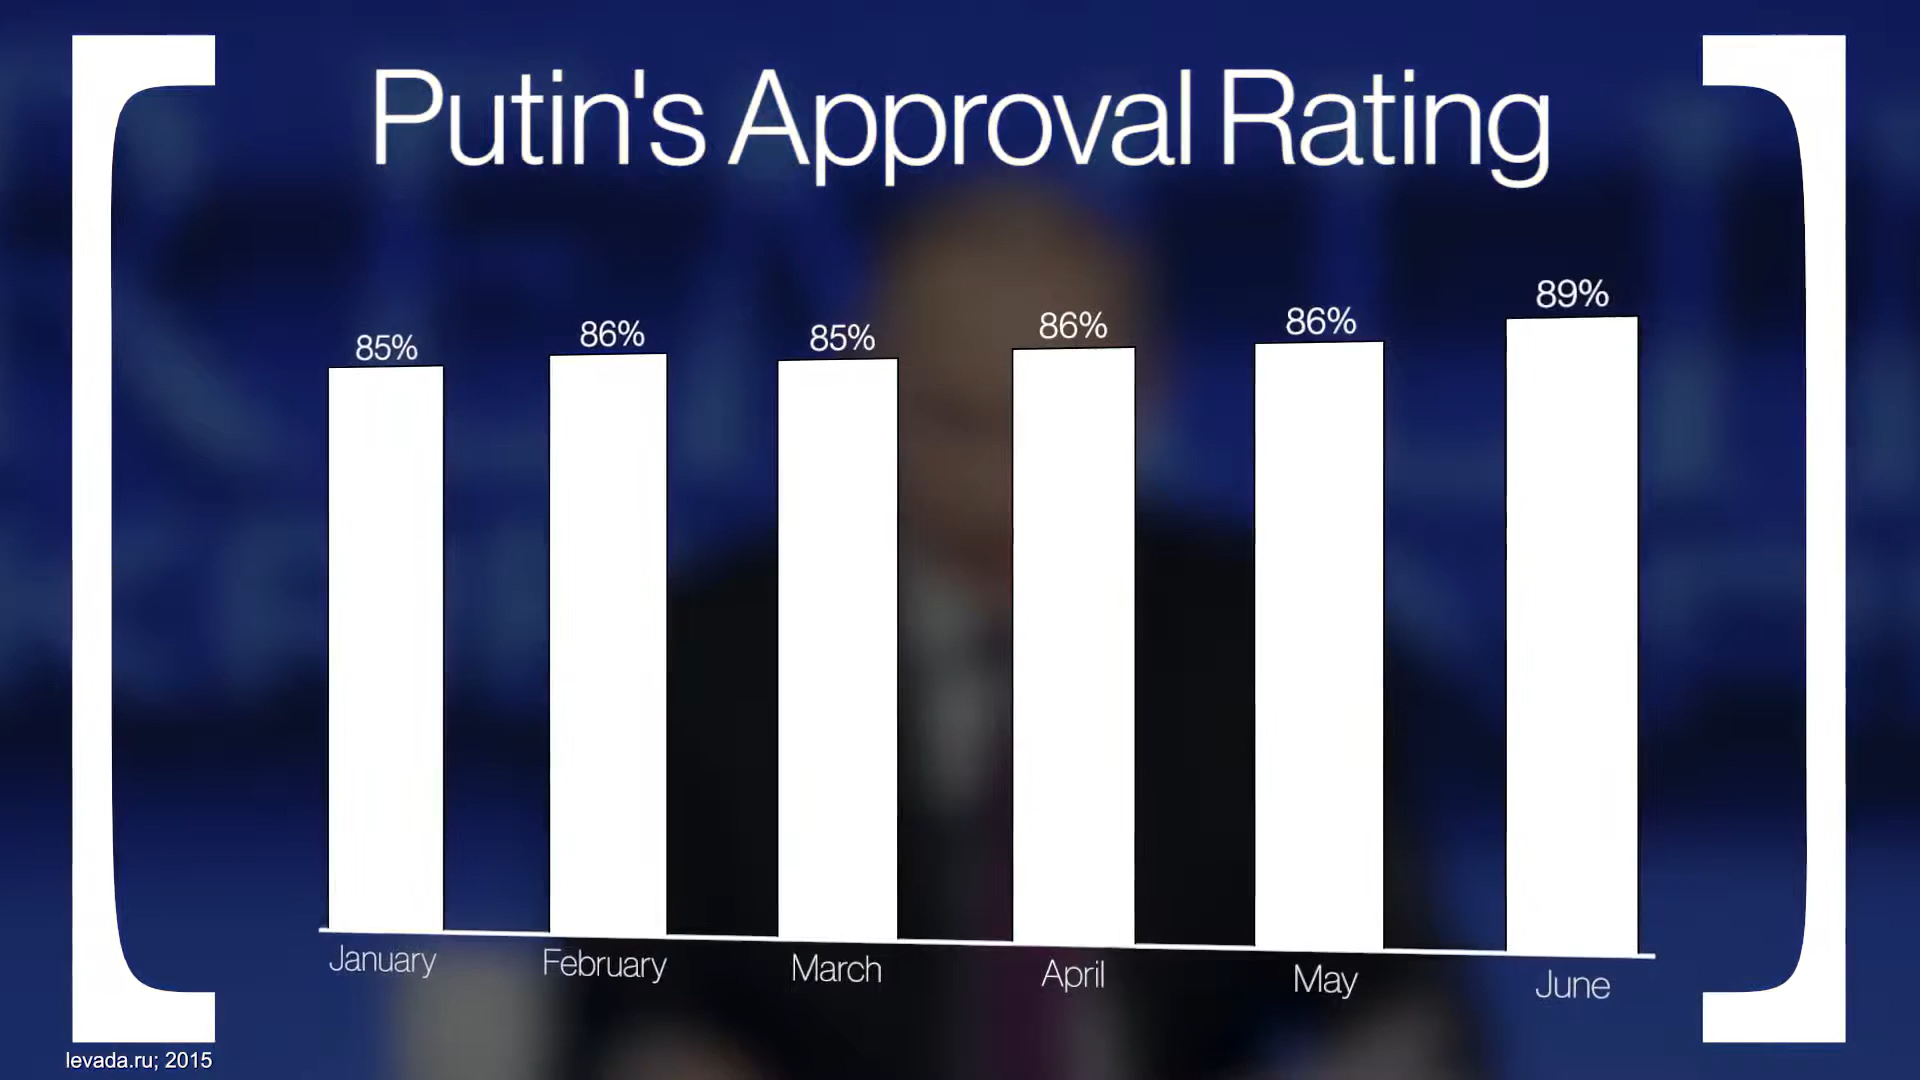 Putin's Approval Rating
85%
86%
85%
86%
86%
89%
January
February
March
April
May
June
levada.ru; 2015